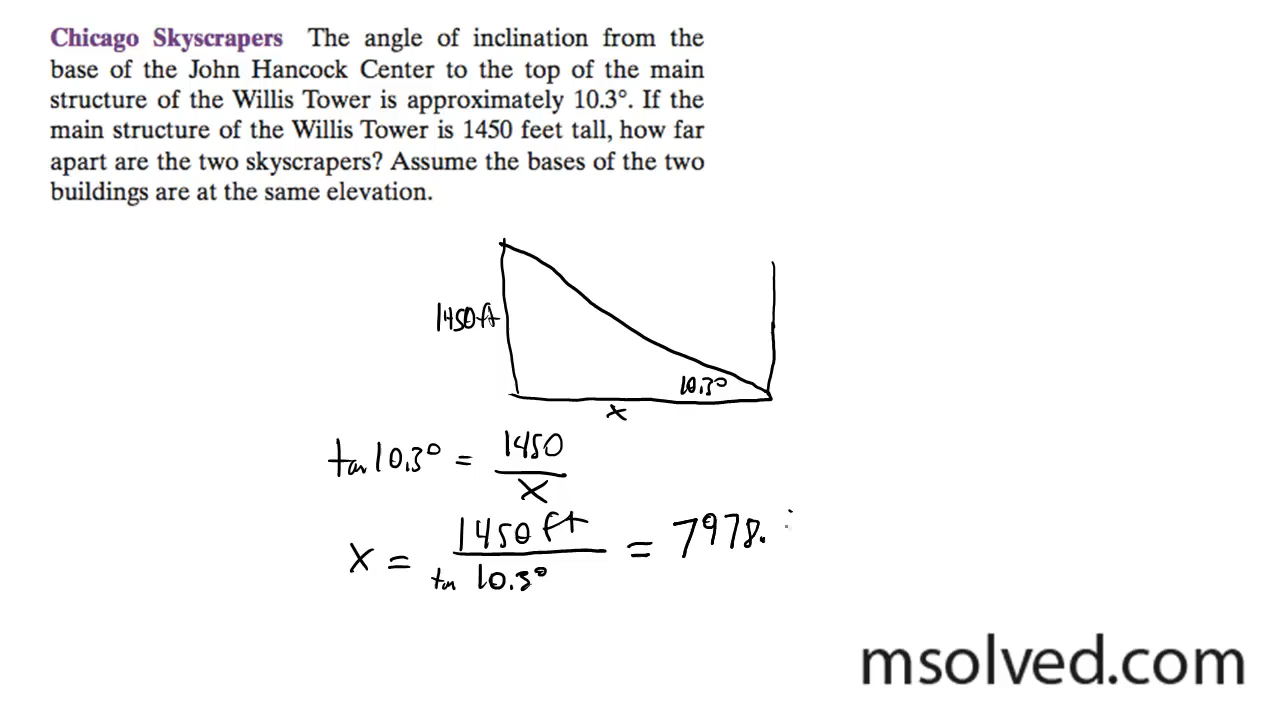 Chicago Skyscrapers The angle of inclination from the
base of the John Hancock Center to the top of the main
structure of the Willis Tower is approximately 10.3°. If the
main structure of the Willis Tower is 1450 feet tall, how far
apart are the two skyscrapers? Assume the bases of the two
buildings are at the same elevation.
1450ft
10.3°
x
tan 10.3° = 1450
x
x = 1450 ft = 7978.
tan 10.3°
msolved.com